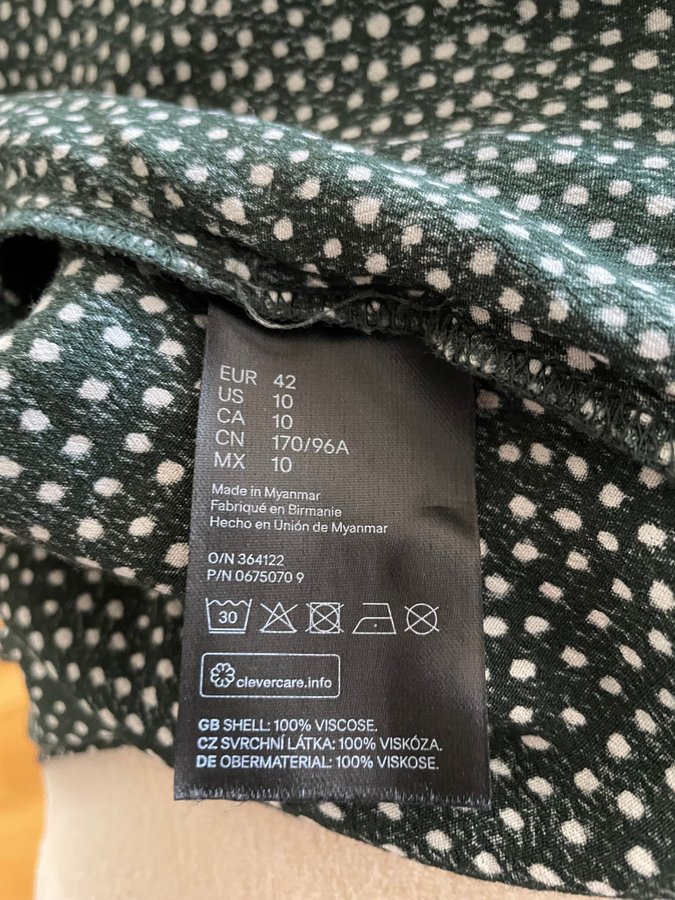 EUR 42
US 10
CA 10
CN 170/96A
MX 10
Made in Myanmar
Fabriqué en Birmanie
Hecho en Unión de Myanmar
O/N 364122
P/N 0675070 9
30
clevercare.info
GB SHELL: 100% VISCOSE.
CZ SVRCHNÍ LÁTKA: 100% VISKÓZA.
DE OBERMATERIAL: 100% VISKOSE.